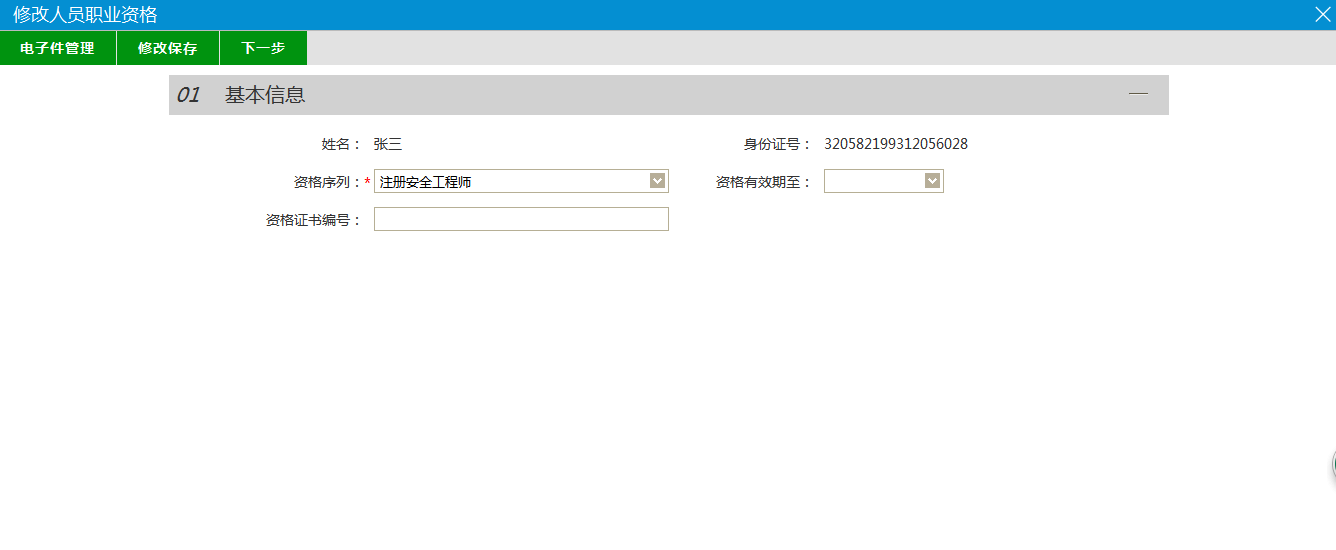 修改人员职业资格
电子件管理 修改保存 下一步
01 基本信息
姓名： 张三 身份证号： 320582199312056028
资格序列：* 注册安全工程师 资格有效期至：
资格证书编号：